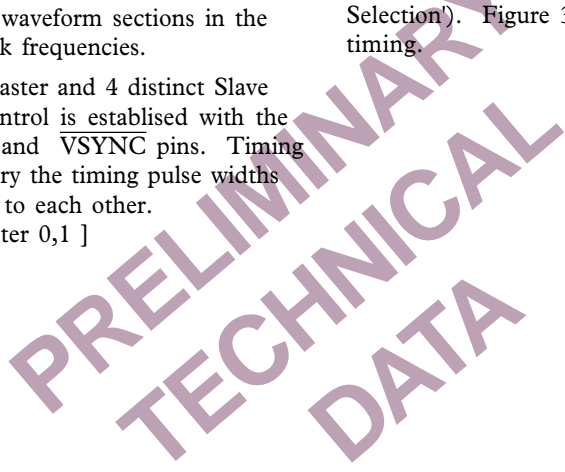 waveform sections in the
k frequencies.
aster and 4 distinct Slave
ntrol is establised with the
and VSYNC pins. Timing
ry the timing pulse widths
to each other.
ter 0,1 ]
Selection'). Figure 3
timing.
PRELIMINARY
TECHNICAL
DATA